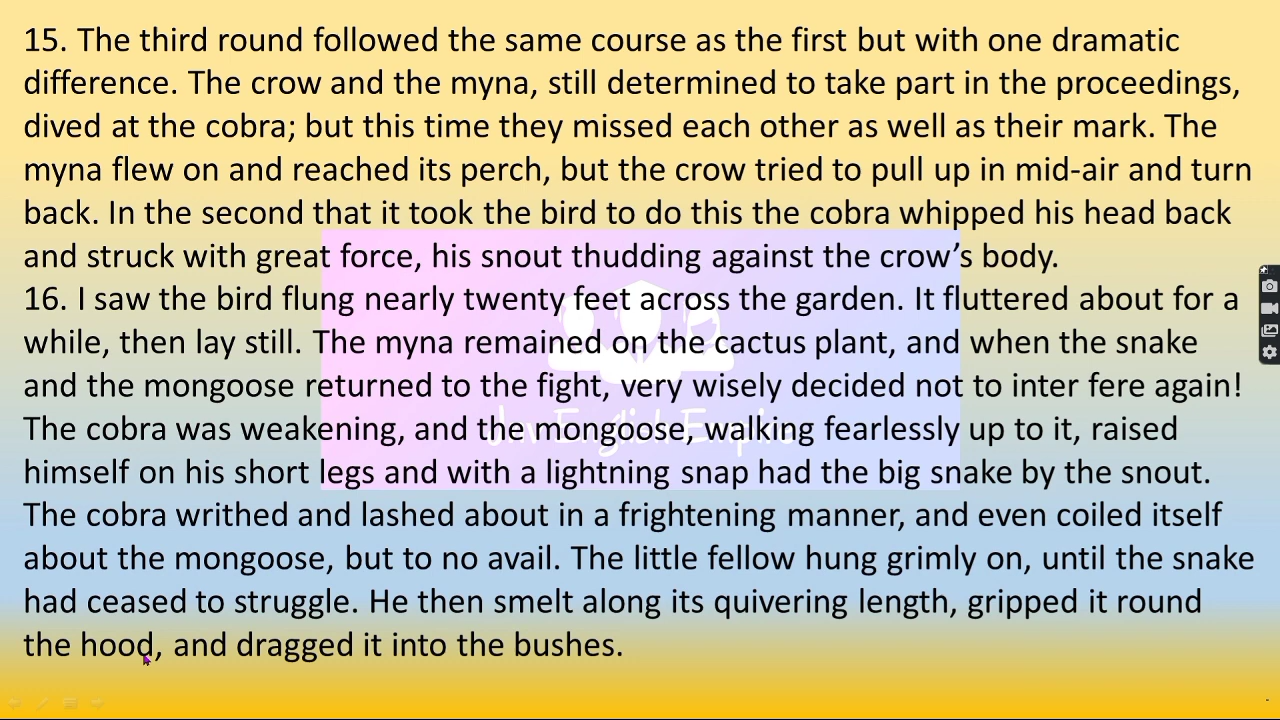 15. The third round followed the same course as the first but with one dramatic
difference. The crow and the myna, still determined to take part in the proceedings,
dived at the cobra; but this time they missed each other as well as their mark. The
myna flew on and reached its perch, but the crow tried to pull up in mid-air and turn
back. In the second that it took the bird to do this the cobra whipped his head back
and struck with great force, his snout thudding against the crow's body.
16. I saw the bird flung nearly twenty feet across the garden. It fluttered about for a
while, then lay still. The myna remained on the cactus plant, and when the snake
and the mongoose returned to the fight, very wisely decided not to inter fere again!
The cobra was weakening, and the mongoose, walking fearlessly up to it, raised
himself on his short legs and with a lightning snap had the big snake by the snout.
The cobra writhed and lashed about in a frightening manner, and even coiled itself
about the mongoose, but to no avail. The little fellow hung grimly on, until the snake
had ceased to struggle. He then smelt along its quivering length, gripped it round
the hood, and dragged it into the bushes.